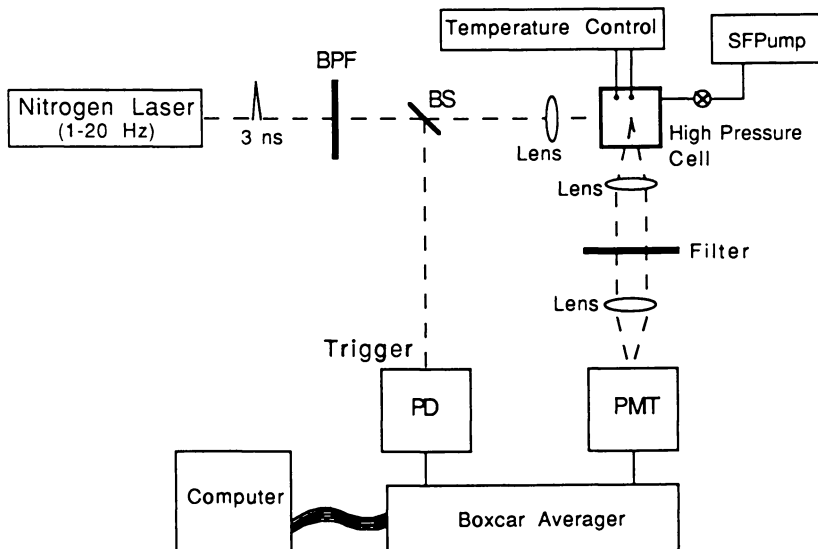 Temperature Control
SFPump
BPF
BS
Nitrogen Laser
(1-20 Hz)
3 ns
Lens
High Pressure
Cell
Lens
Filter
Lens
Trigger
PD
PMT
Computer
Boxcar Averager